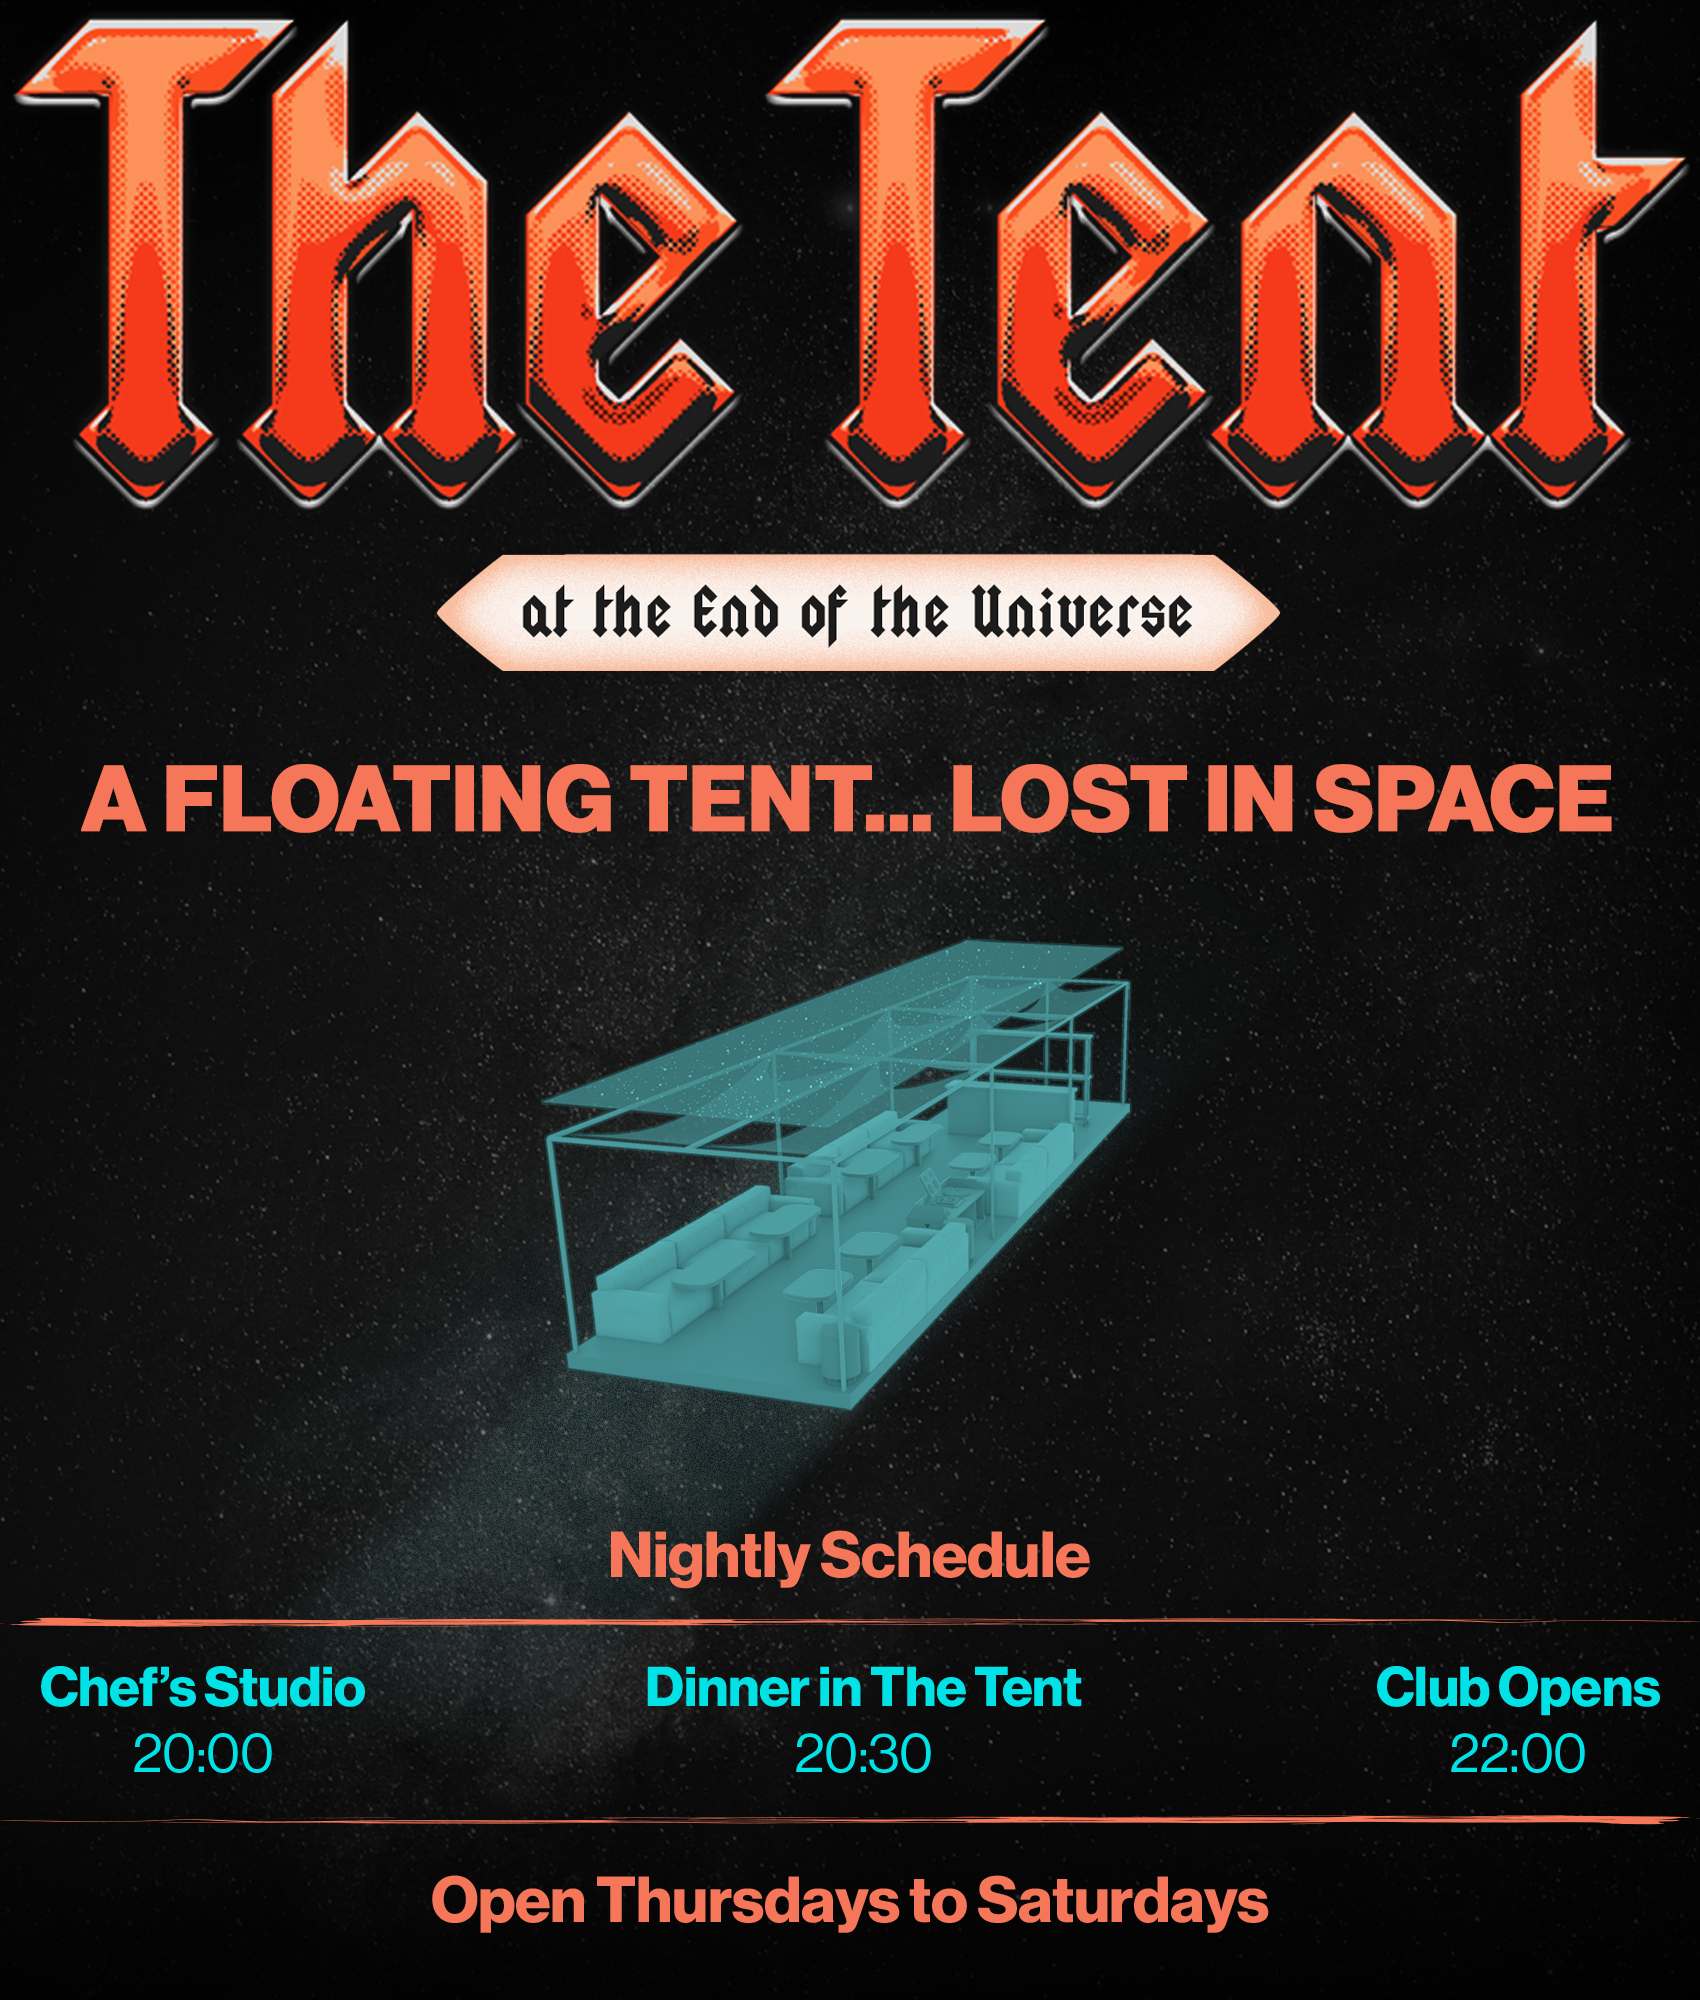 The Tent
at the End of the Universe
A FLOATING TENT... LOST IN SPACE
Nightly Schedule
Chef's Studio
20:00
Dinner in The Tent
20:30
Club Opens
22:00
Open Thursdays to Saturdays